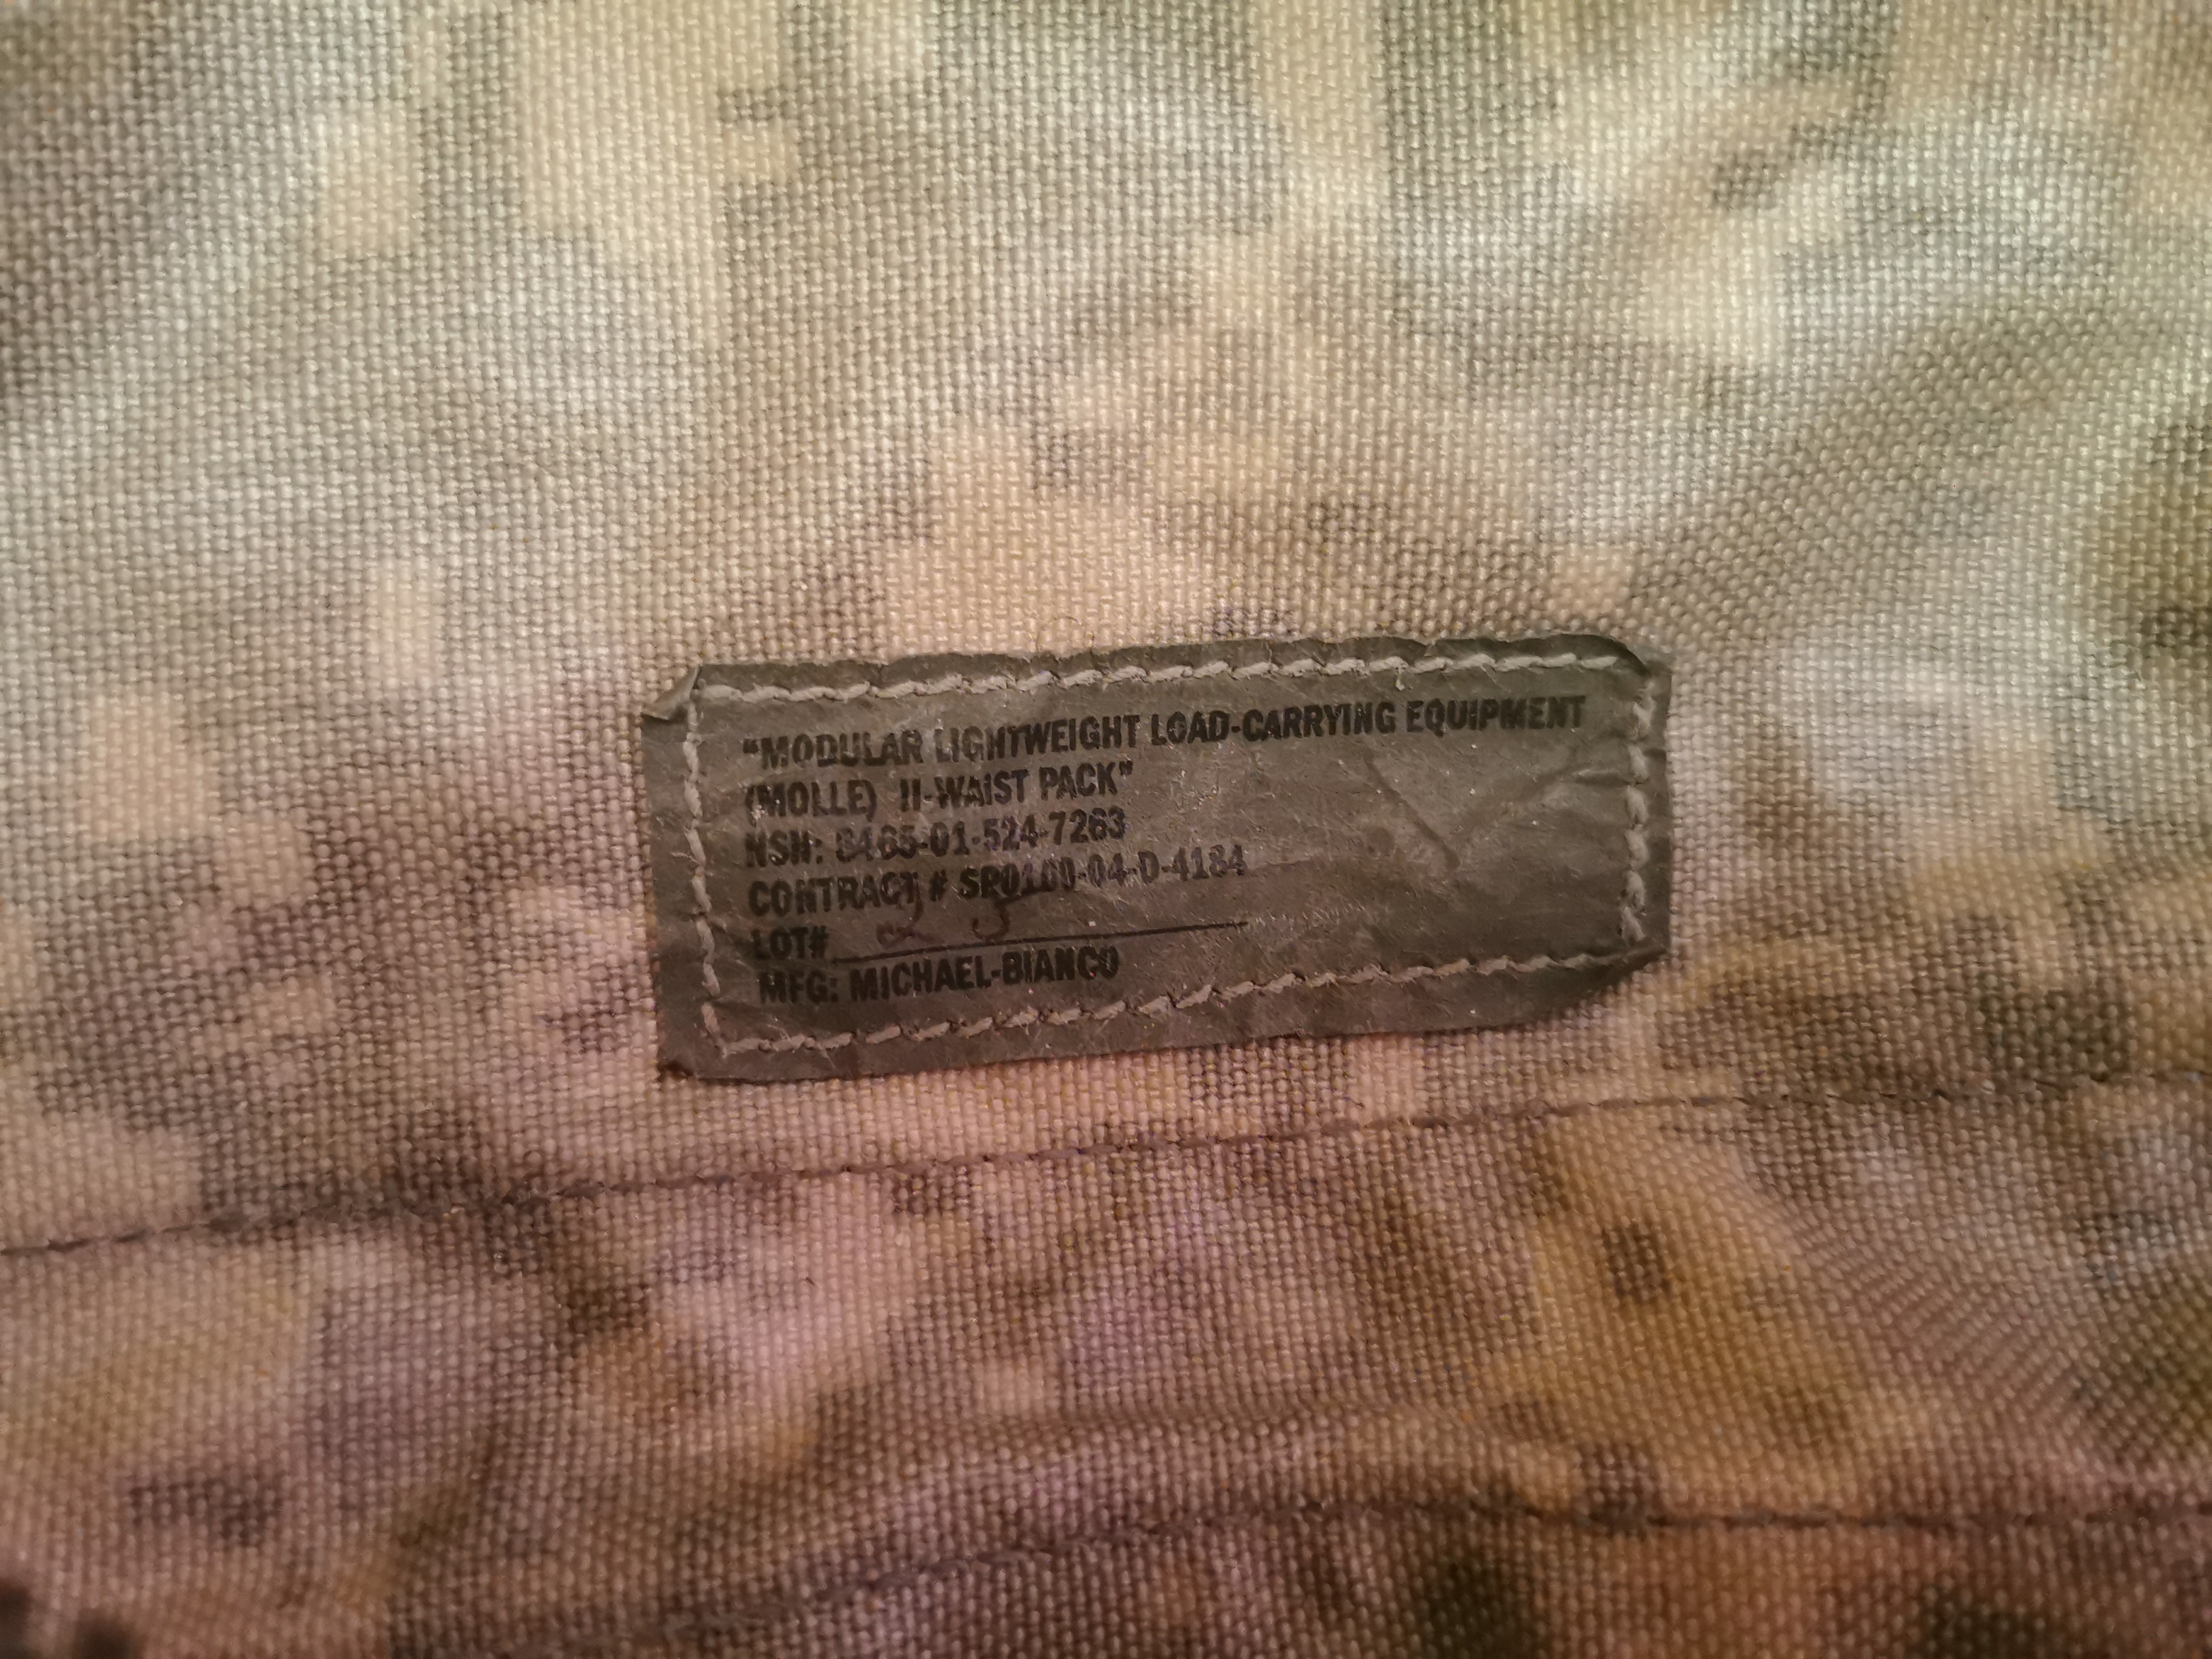 "MODULAR LIGHTWEIGHT LOAD-CARRYING EQUIPMENT
(MOLLE) II-WAIST PACK"
NSN: 8465-01-524-7263
CONTRACT # SP0100-04-D-4184
LOT#
MFG: MICHAEL-BIANCO